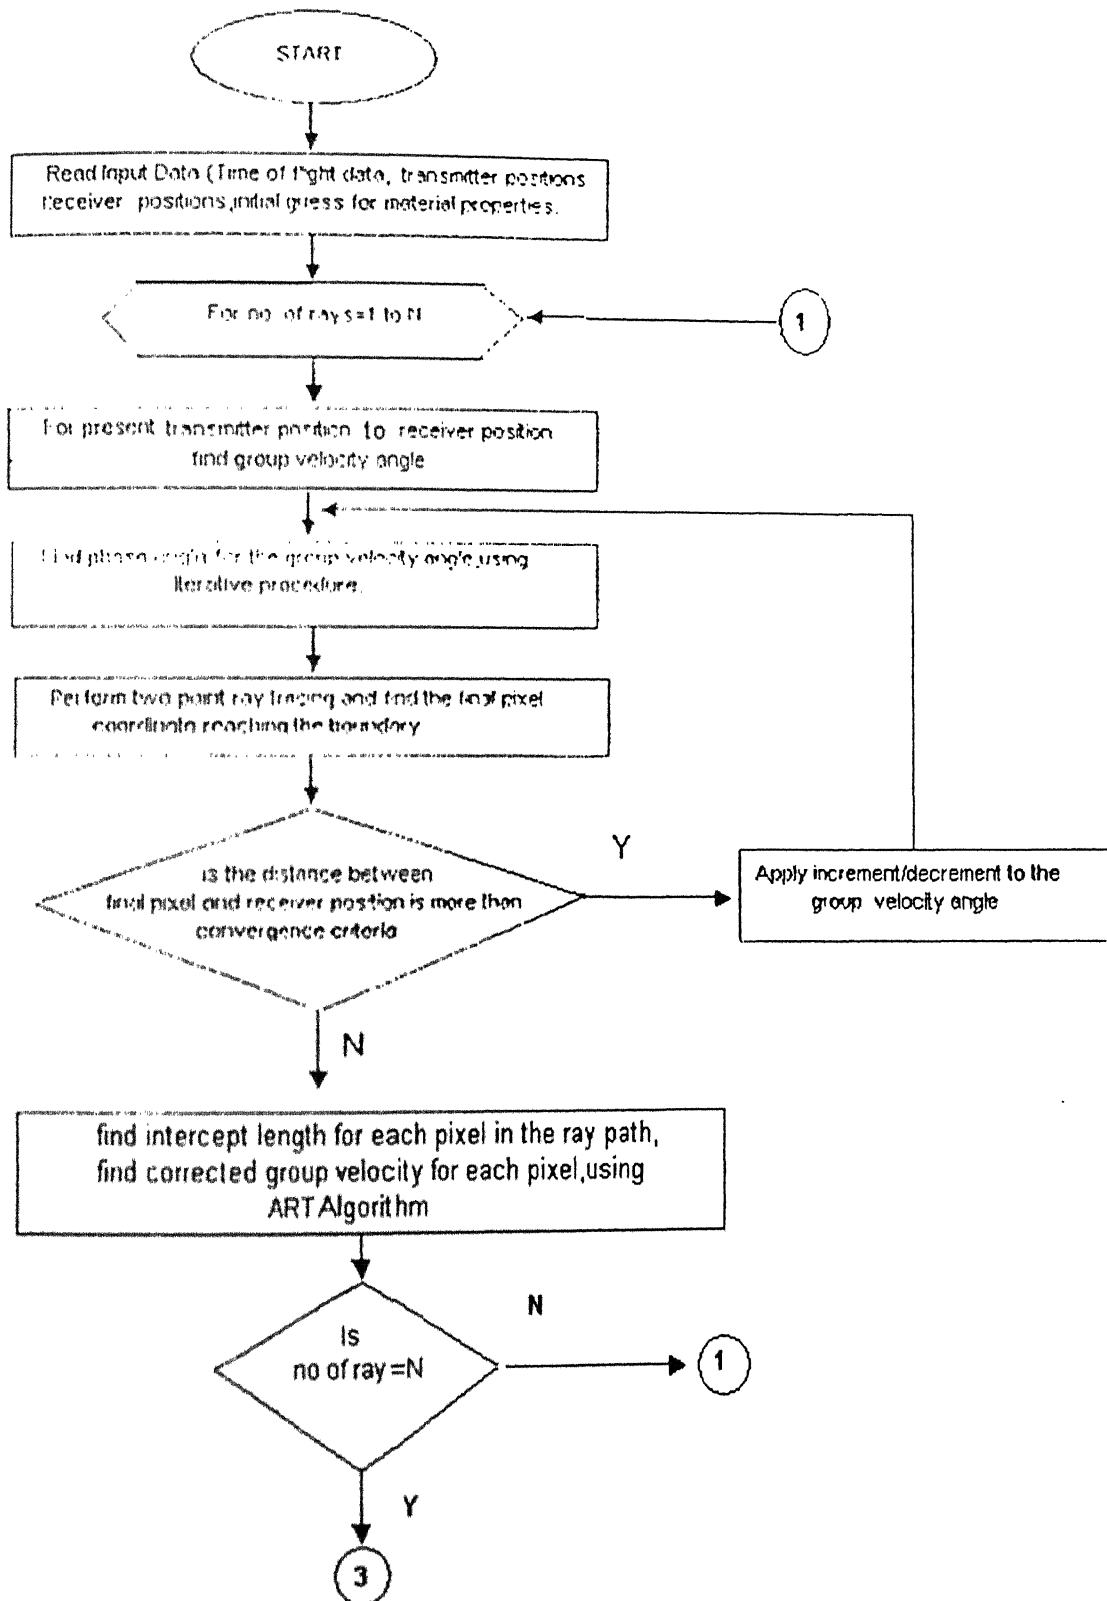 START
Read Input Data (Time of flight data, transmitter positions
Receiver positions,initial guess for material properties.
For no. of rays=1 to N
1
For present transmitter position to receiver position
find group velocity angle
Find phase angle for the group velocity angle,using
Iterative procedure.
Perform two point ray tracing and find the final pixel
coordinate reaching the boundary
Y
is the distance between
final pixel and receiver postion is more than
convergence criteria
Apply increment/decrement to the
group velocity angle
N
find intercept length for each pixel in the ray path,
find corrected group velocity for each pixel,using
ART Algorithm
N
Is
no of ray=N
1
Y
3